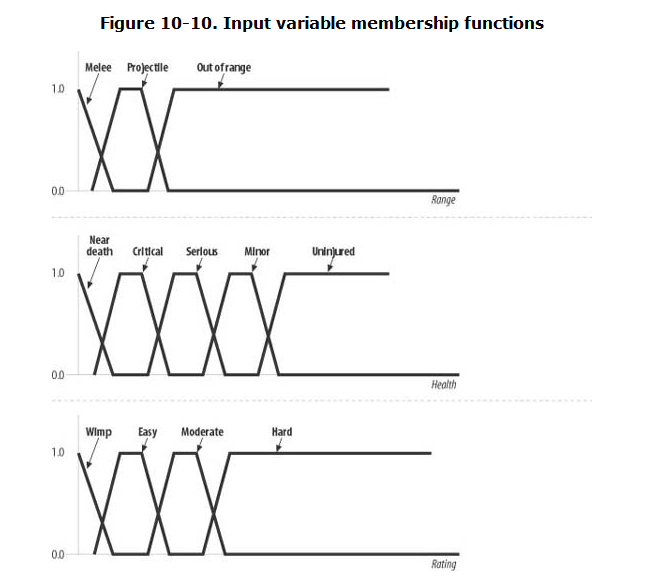 Figure 10-10. Input variable membership functions
Melee Projectile Out of range
1.0
0.0
Range
Near
death Critical Serious Minor Uninjured
1.0
0.0
Health
Wimp Easy Moderate Hard
1.0
0.0
Rating